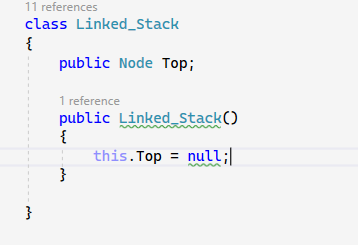 11 references
class Linked_Stack
{
public Node Top;
1 reference
public Linked_Stack()
{
this.Top = null;
}
}